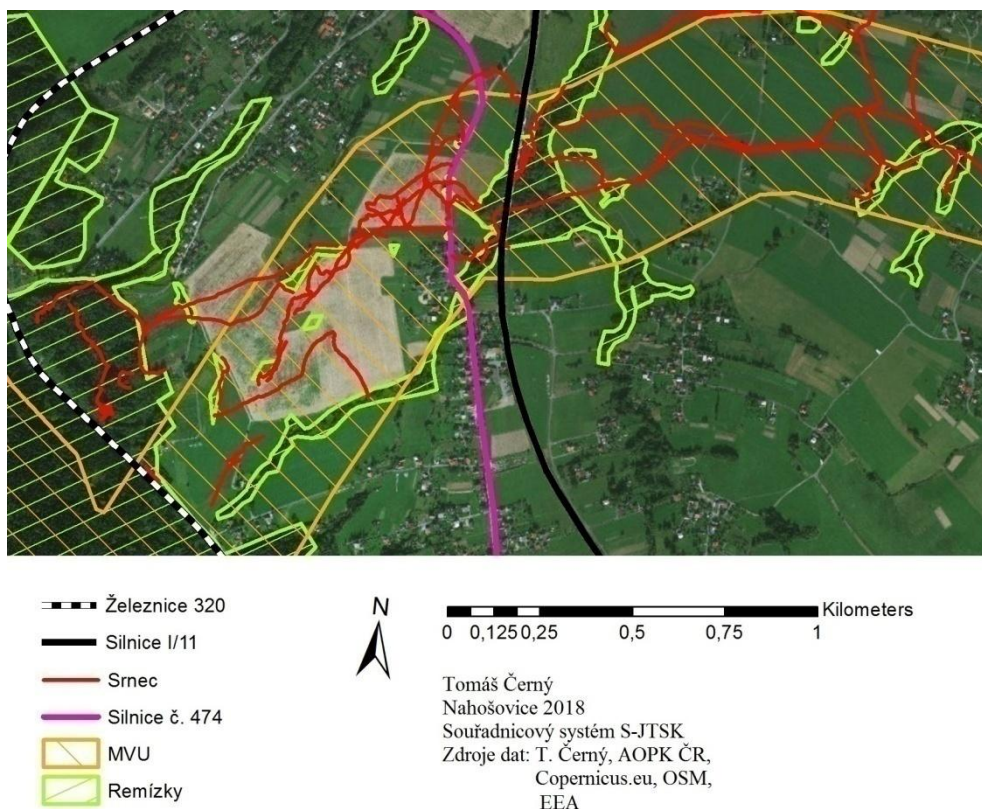 Železnice 320
Silnice I/11
Srnec
Silnice č. 474
MVU
Remízky
N
Kilometers
0 0,125 0,25 0,5 0,75 1
Tomáš Černý
Nahošovice 2018
Souřadnicový systém S-JTSK
Zdroje dat: T. Černý, AOPK ČR,
Copernicus.eu, OSM,
EEA